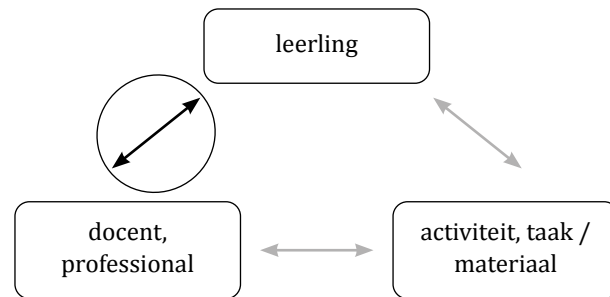 leerling
docent,
professional
activiteit, taak /
materiaal